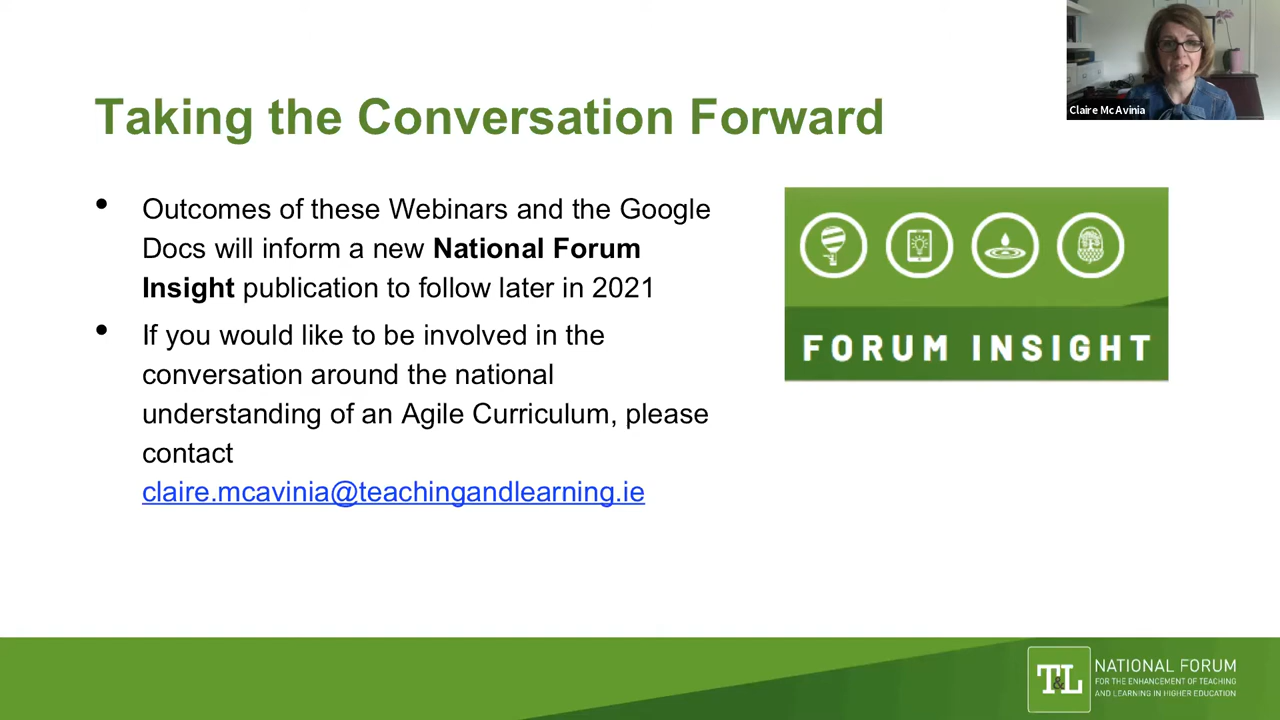 Taking the Conversation Forward
Claire Mc Avinia
• Outcomes of these Webinars and the Google
Docs will inform a new National Forum
Insight publication to follow later in 2021
• If you would like to be involved in the
conversation around the national
understanding of an Agile Curriculum, please
contact
claire.mcavinia@teachingandlearning.ie
FORUM INSIGHT
T&L
NATIONAL FORUM
FOR THE ENHANCEMENT OF TEACHING
AND LEARNING IN HIGHER EDUCATION